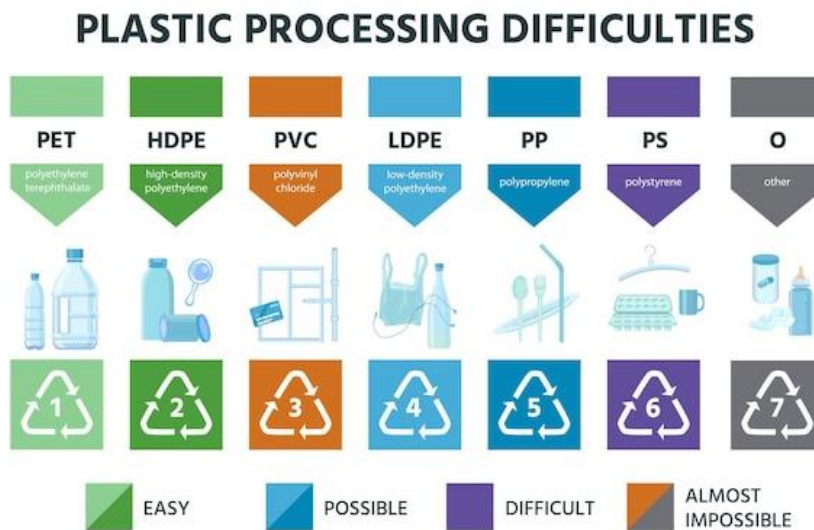 PLASTIC PROCESSING DIFFICULTIES
PET HDPE PVC LDPE PP PS O
polyethylene
terephthalate
high-density
polyethylene
polyvinyl
chloride
low-density
polyethylene
polypropylene
polystyrene
other
1 2 3 4 5 6 7
EASY
POSSIBLE
DIFFICULT
ALMOST
IMPOSSIBLE